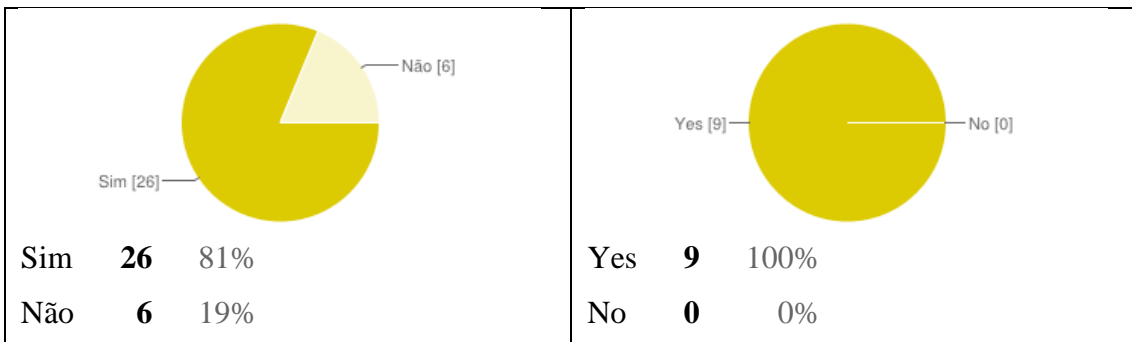 Não [6]
Sim [26]
Sim 26 81%
Não 6 19%
Yes [9]
No [0]
Yes 9 100%
No 0 0%